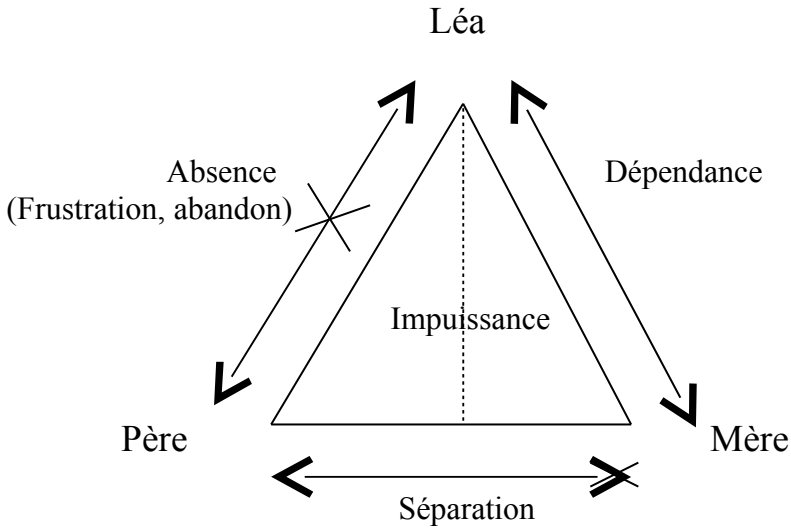 Léa
Absence
(Frustration, abandon)
Dépendance
Impuissance
Père
Mère
Séparation